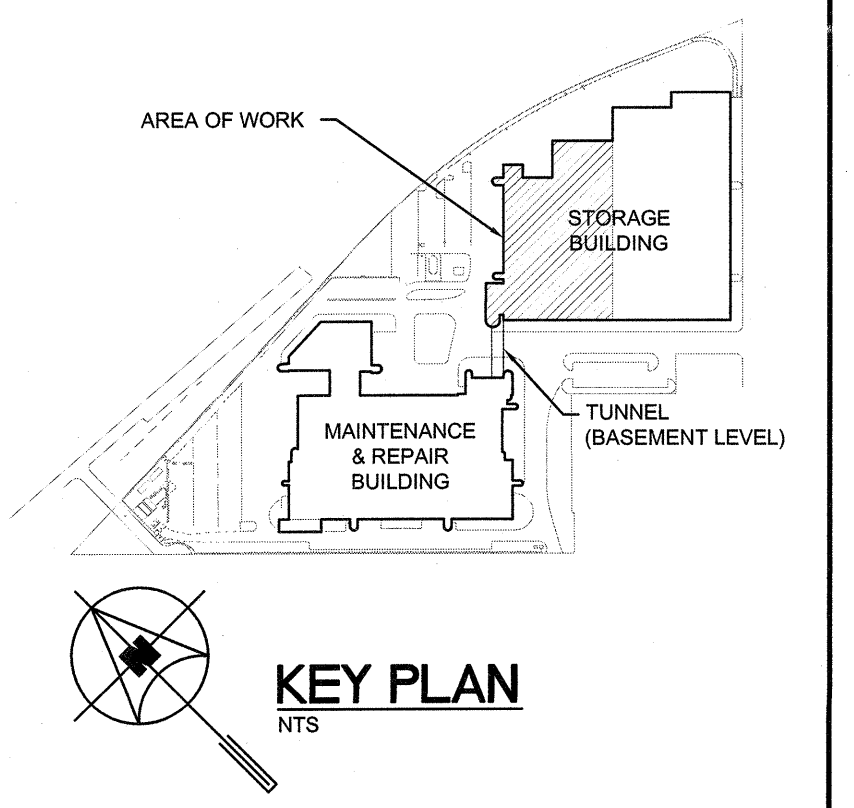 AREA OF WORK
STORAGE
BUILDING
TUNNEL
(BASEMENT LEVEL)
MAINTENANCE
& REPAIR
BUILDING
KEY PLAN
NTS